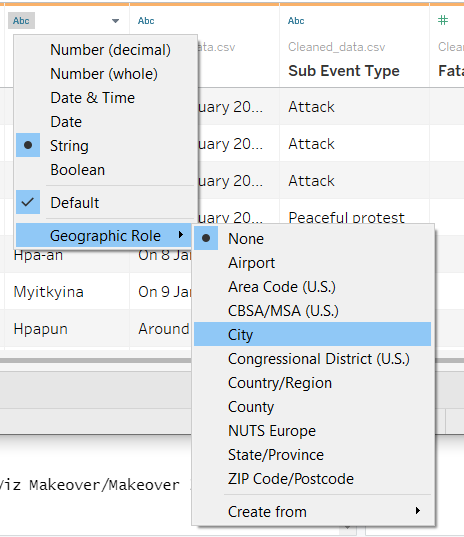 Abc Abc Abc #
Number (decimal)
data.csv Cleaned_data.csv Cle
Number (whole)
Sub Event Type Fata
Date & Time
uary 20... Attack
Date
String
uary 20... Attack
Boolean
uary 20... Attack
Default
Peaceful protest
Geographic Role
None
Hpa-an On 8 Jan
Airport
Area Code (U.S.)
Myitkyina On 9 Jan
CBSA/MSA (U.S.)
Hpapun Around
City
Congressional District (U.S.)
Country/Region
County
NUTS Europe
State/Province
/iz Makeover/Makeover
ZIP Code/Postcode
Create from